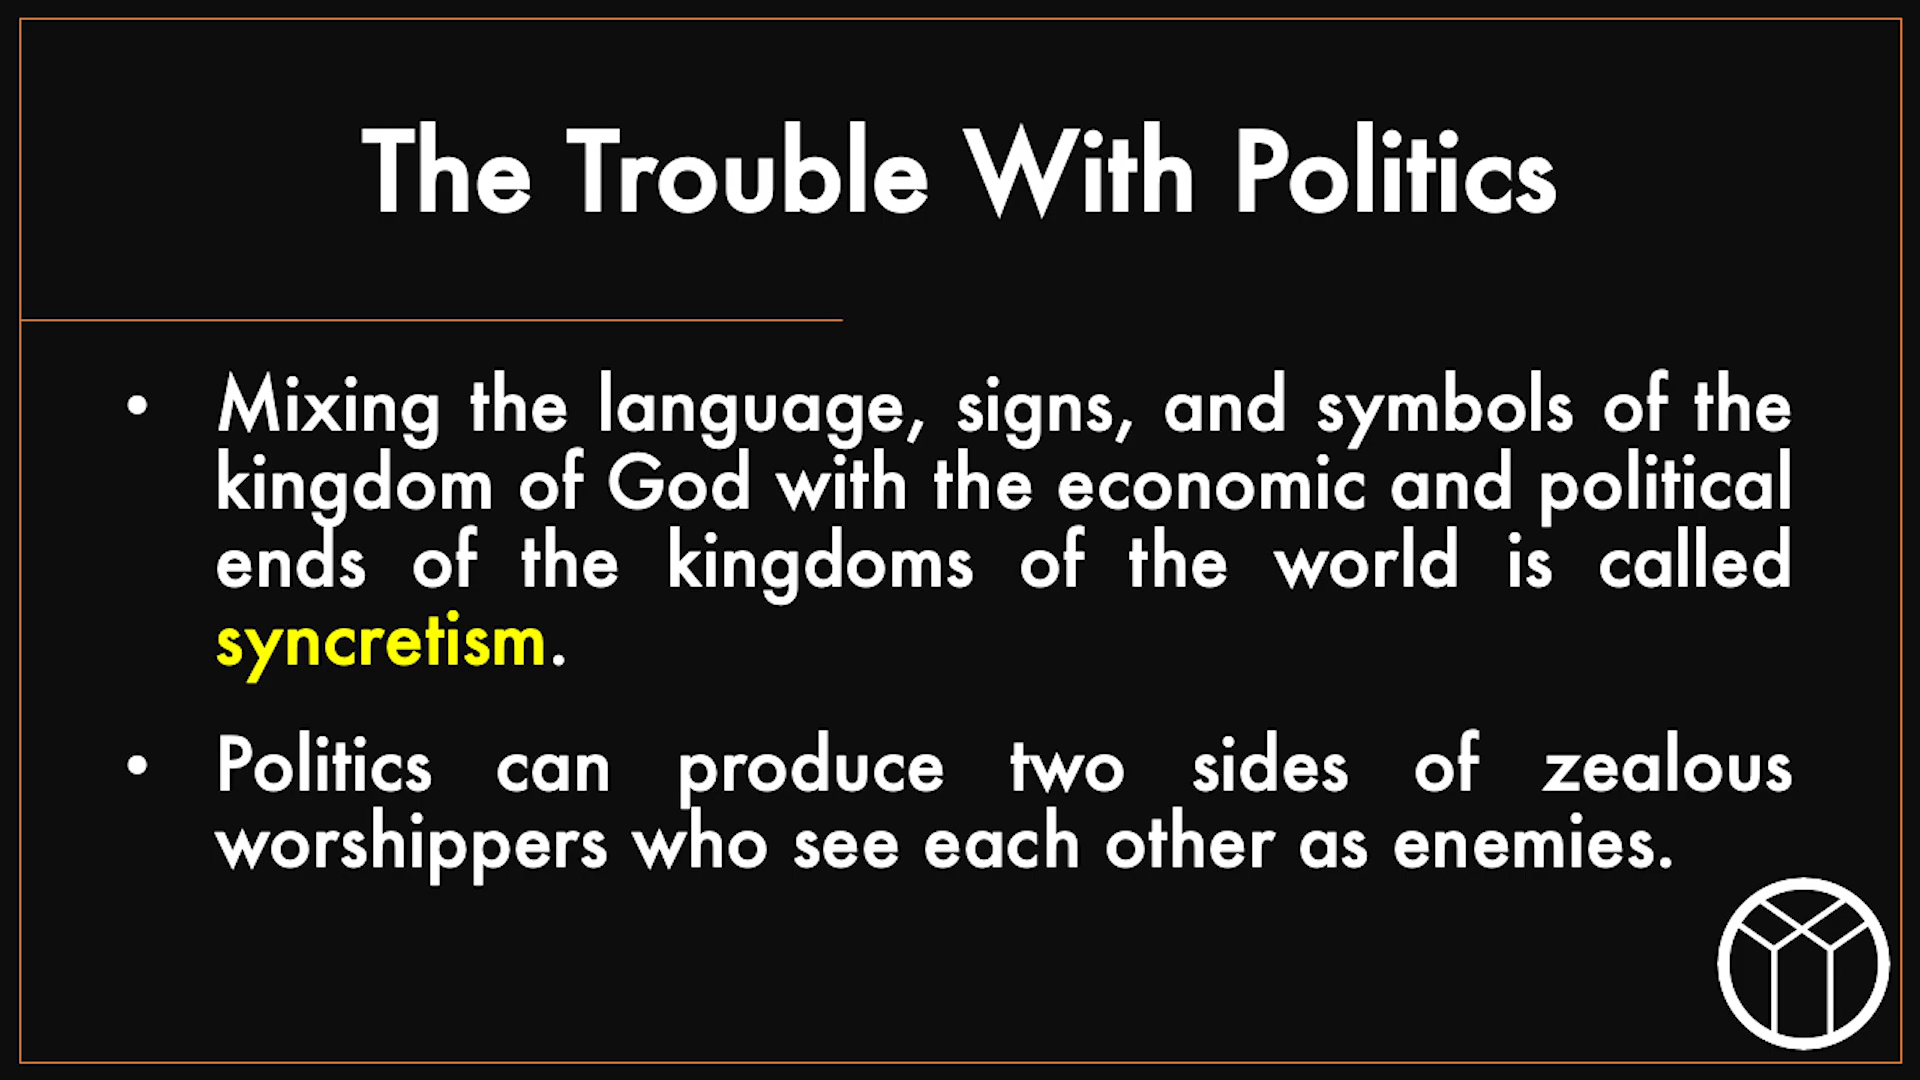 The Trouble With Politics
• Mixing the language, signs, and symbols of the
kingdom of God with the economic and political
ends of the kingdoms of the world is called
syncretism.
• Politics can produce two sides of zealous
worshippers who see each other as enemies.